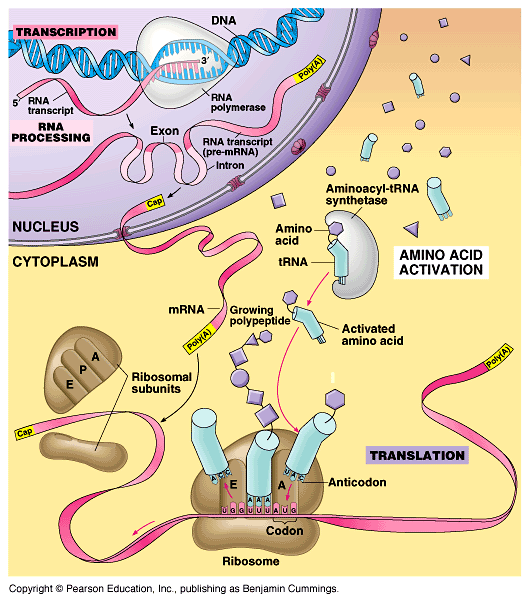 DNA
TRANSCRIPTION
3′
Poly(A)
5′
RNA
transcript
RNA
polymerase
RNA
PROCESSING
Exon
RNA transcript
(pre-mRNA)
Intron
Aminoacyl-tRNA
synthetase
Cap
NUCLEUS
Amino
acid
tRNA
AMINO ACID
ACTIVATION
CYTOPLASM
mRNA
Growing
polypeptide
Activated
amino acid
Poly(A)
Poly(A)
E P A
Ribosomal
subunits
Cap
TRANSLATION
E
A
Anticodon
A A A
U G G U U U A U G
Codon
Ribosome
Copyright © Pearson Education, Inc., publishing as Benjamin Cummings.